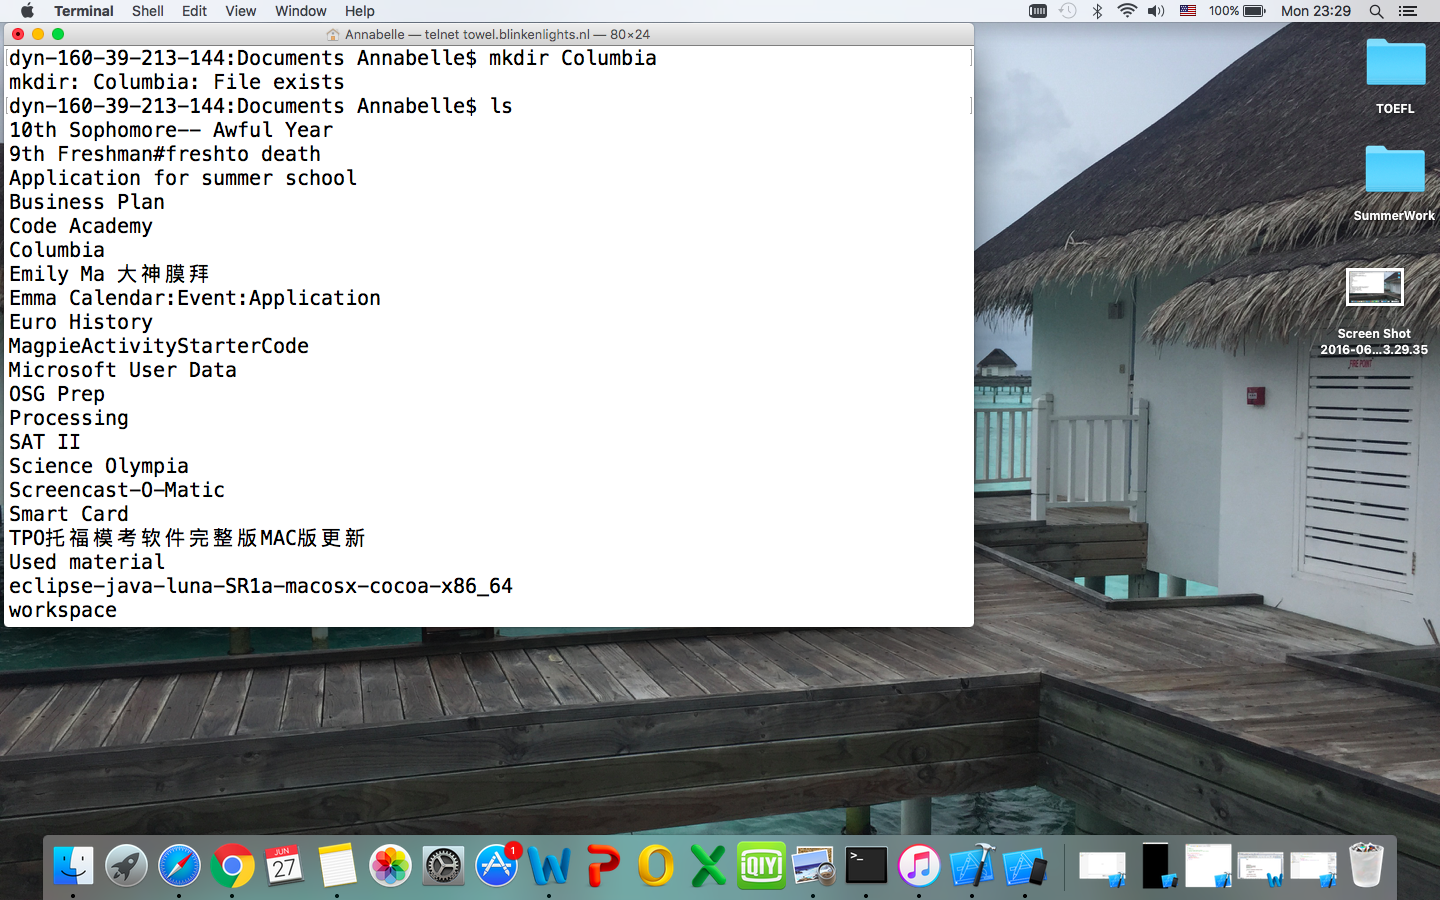 Terminal Shell Edit View Window Help 100% Mon 23:29
Annabelle — telnet towel.blinkenlights.nl — 80×24
dyn-160-39-213-144:Documents Annabelle$ mkdir Columbia
mkdir: Columbia: File exists
dyn-160-39-213-144:Documents Annabelle$ ls
10th Sophomore-- Awful Year
9th Freshman#freshto death
Application for summer school
Business Plan
Code Academy
Columbia
Emily Ma 大神膜拜
Emma Calendar:Event:Application
Euro History
MagpieActivityStarterCode
Microsoft User Data
OSG Prep
Processing
SAT II
Science Olympia
Screencast-O-Matic
Smart Card
TPO托福模考软件完整版MAC版更新
Used material
eclipse-java-luna-SR1a-macosx-cocoa-x86_64
workspace
TOEFL
SummerWork
Screen Shot
2016-06...3.29.35
FIRE POINT
JUN
27
1
iQIYI
>_